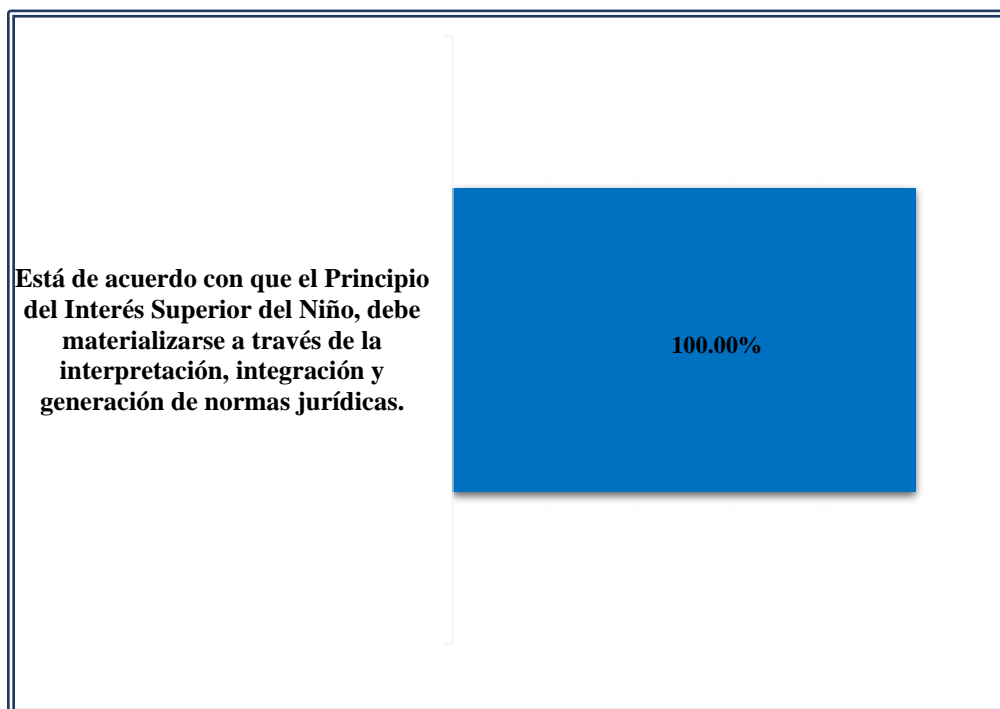 Está de acuerdo con que el Principio
del Interés Superior del Niño, debe
materializarse a través de la
interpretación, integración y
generación de normas jurídicas.
100.00%